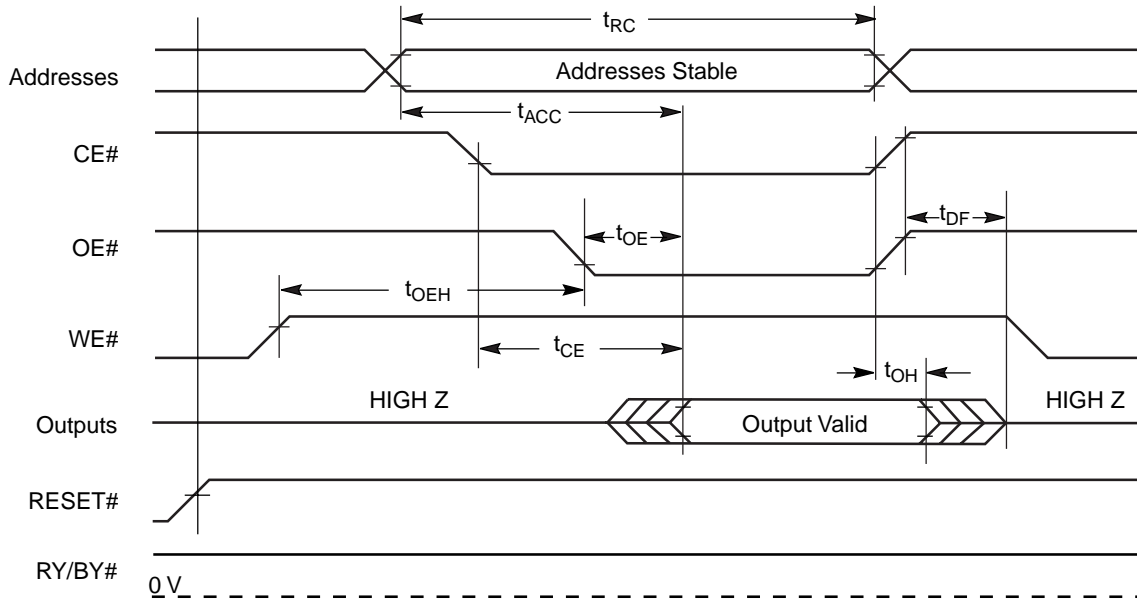 tRC
Addresses
Addresses Stable
tACC
CE#
tDF
OE#
tOE
tOEH
WE#
tCE
tOH
HIGH Z
HIGH Z
Outputs
Output Valid
RESET#
RY/BY#
0 V